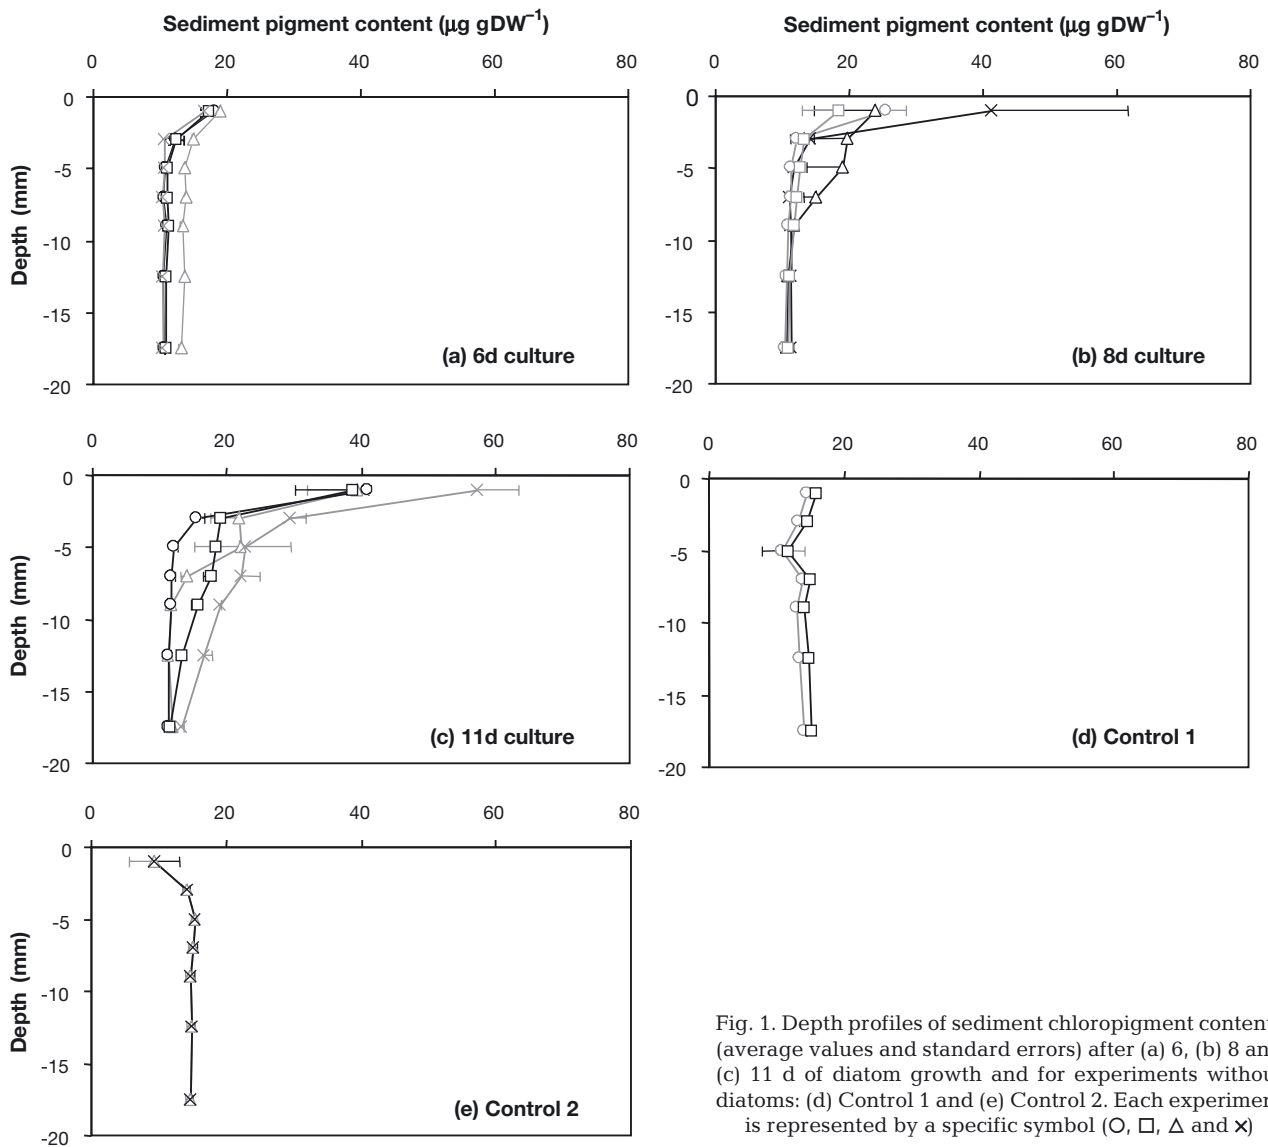 Sediment pigment content (µg gDW⁻¹)
0 20 40 60 80
0
-5
-10
-15
-20
Depth (mm)
(a) 6d culture
Sediment pigment content (µg gDW⁻¹)
0 20 40 60 80
0
-5
-10
-15
-20
(b) 8d culture
0 20 40 60 80
0
-5
-10
-15
-20
Depth (mm)
(c) 11d culture
0 20 40 60 80
0
-5
-10
-15
-20
(d) Control 1
0 20 40 60 80
0
-5
-10
-15
-20
Depth (mm)
(e) Control 2
Fig. 1. Depth profiles of sediment chloropigment content
(average values and standard errors) after (a) 6, (b) 8 an
(c) 11 d of diatom growth and for experiments withou
diatoms: (d) Control 1 and (e) Control 2. Each experimen
is represented by a specific symbol (○, □, △ and ×)